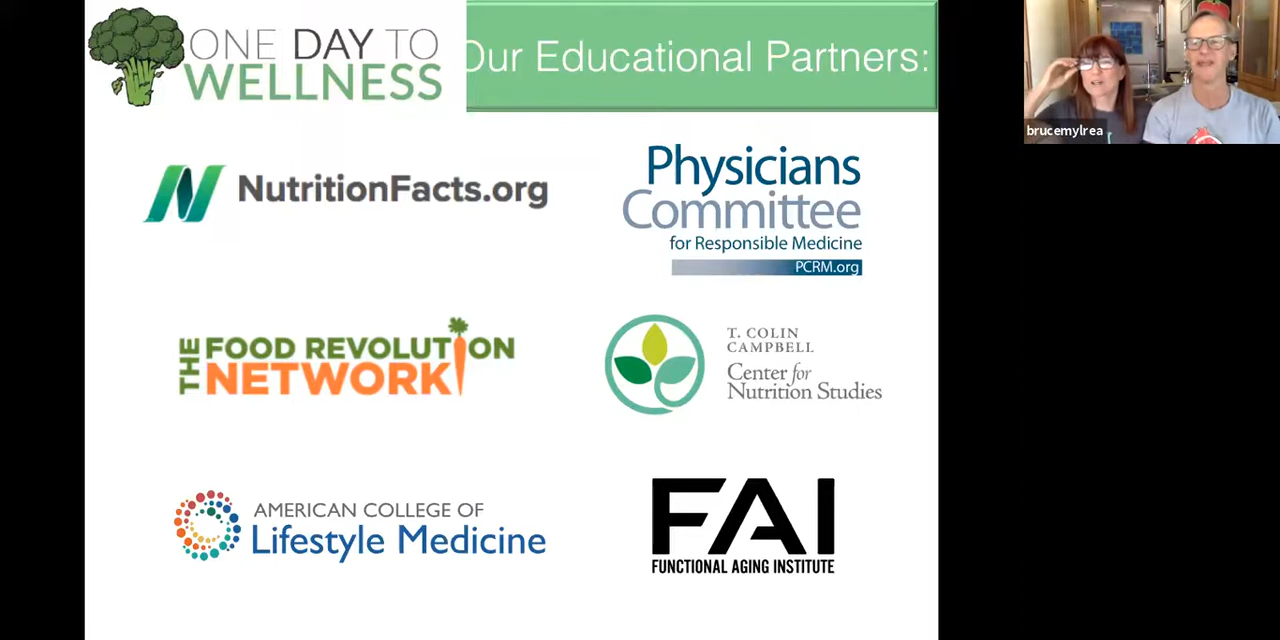 ONE DAY TO
WELLNESS
Our Educational Partners:
brucemylrea
NutritionFacts.org
Physicians
Committee
for Responsible Medicine
PCRM.org
THE
FOOD REVOLUTION
NETWORK
T. COLIN
CAMPBELL
Center for
Nutrition Studies
AMERICAN COLLEGE OF
Lifestyle Medicine
FAI
FUNCTIONAL AGING INSTITUTE